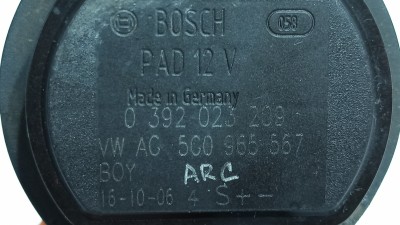 BOSCH 058
PAD 12 V
Made in Germany
0 392 023 209
VW AG 5C0 965 567
BOY ARC
16-10-06 4 S+-